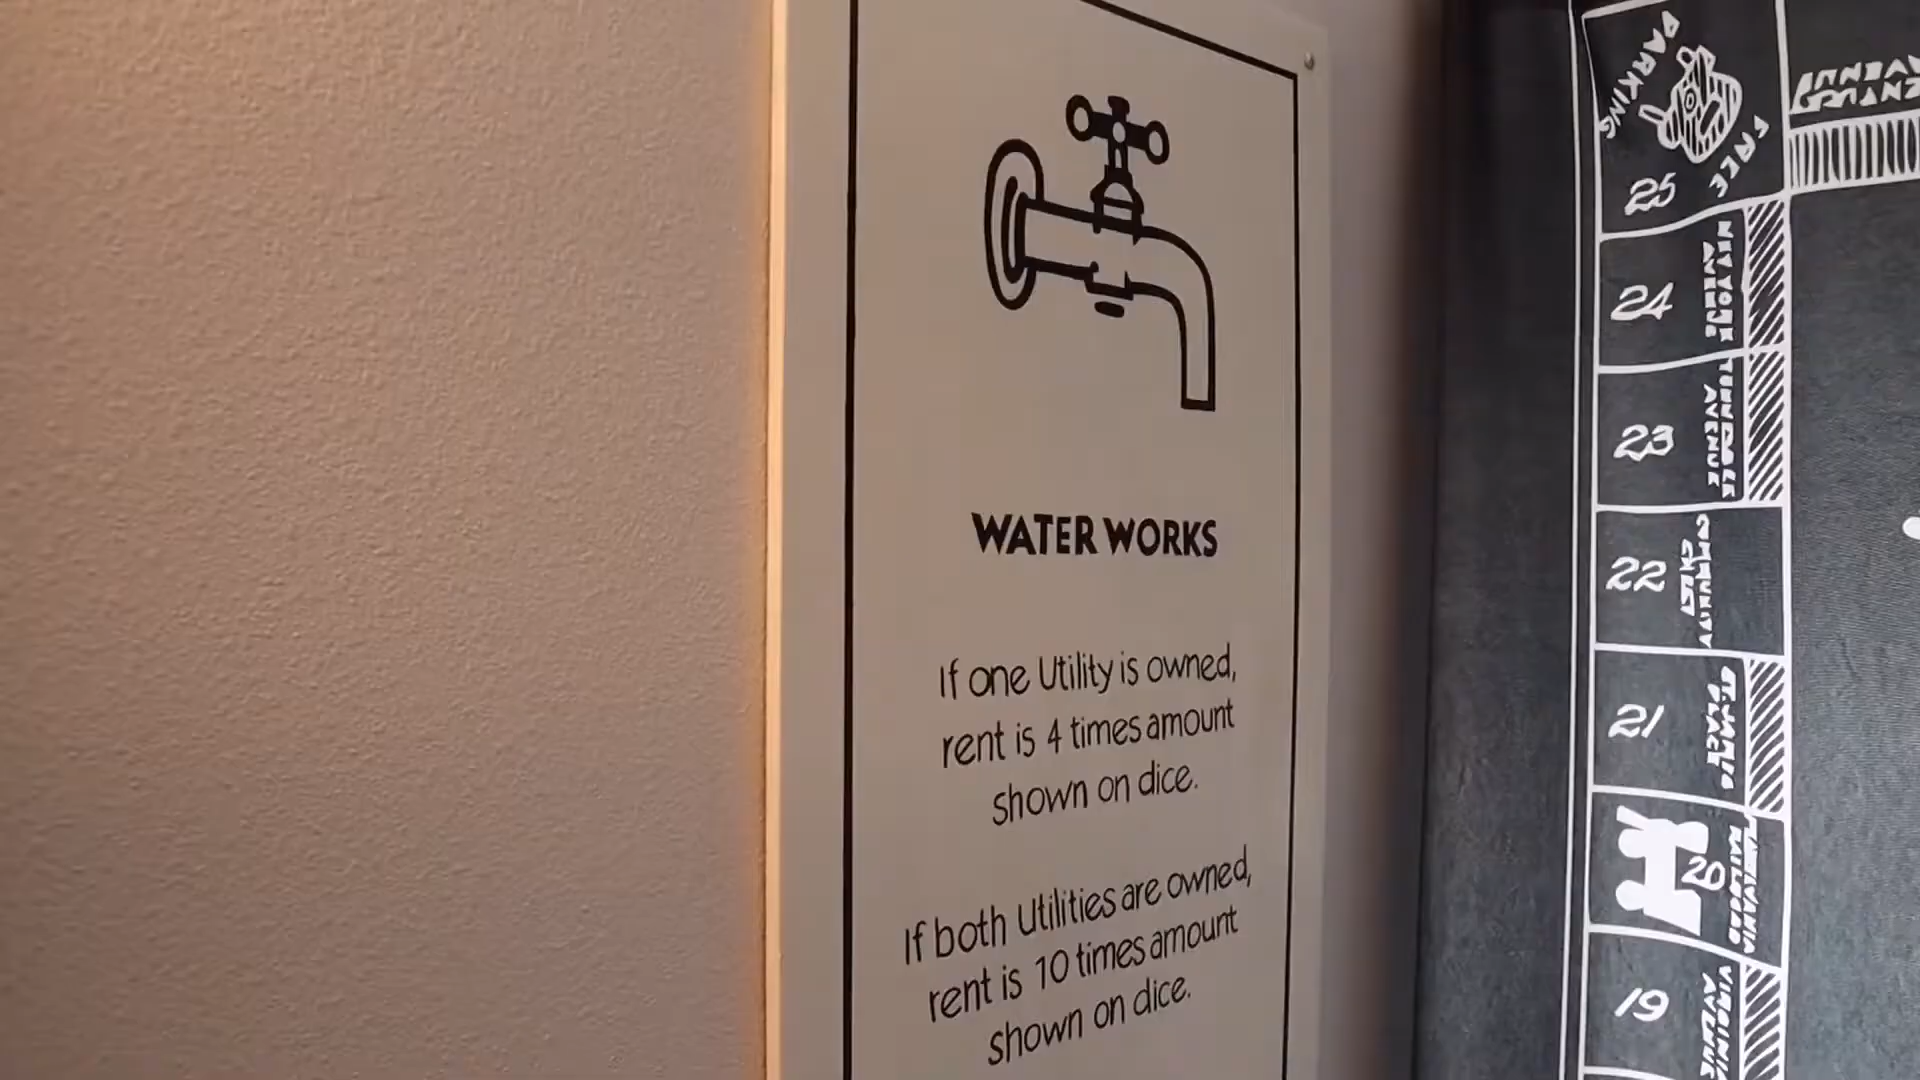 WATER WORKS
If one Utility is owned,
rent is 4 times amount
shown on dice.
If both Utilities are owned,
rent is 10 times amount
shown on dice.
FREE
PARKING
25
24
23
AVENUE
22
21
20
19